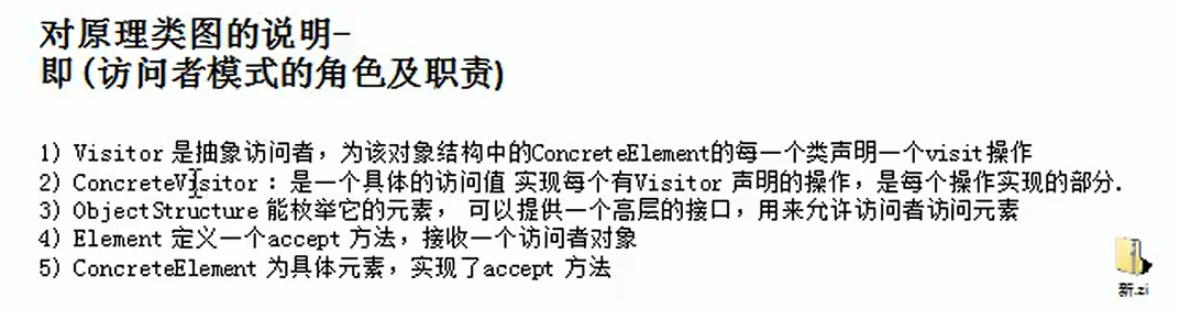 对原理类图的说明-
即(访问者模式的角色及职责)
1) Visitor 是抽象访问者，为该对象结构中的ConcreteElement的每一个类声明一个visit 操作
2) ConcreteVisitor ：是一个具体的访问值 实现每个有Visitor 声明的操作，是每个操作实现的部分.
3) ObjectStructure 能枚举它的元素， 可以提供一个高层的接口，用来允许访问者访问元素
4) Element 定义一个accept 方法，接收一个访问者对象
5) ConcreteElement 为具体元素，实现了accept 方法
新.zi